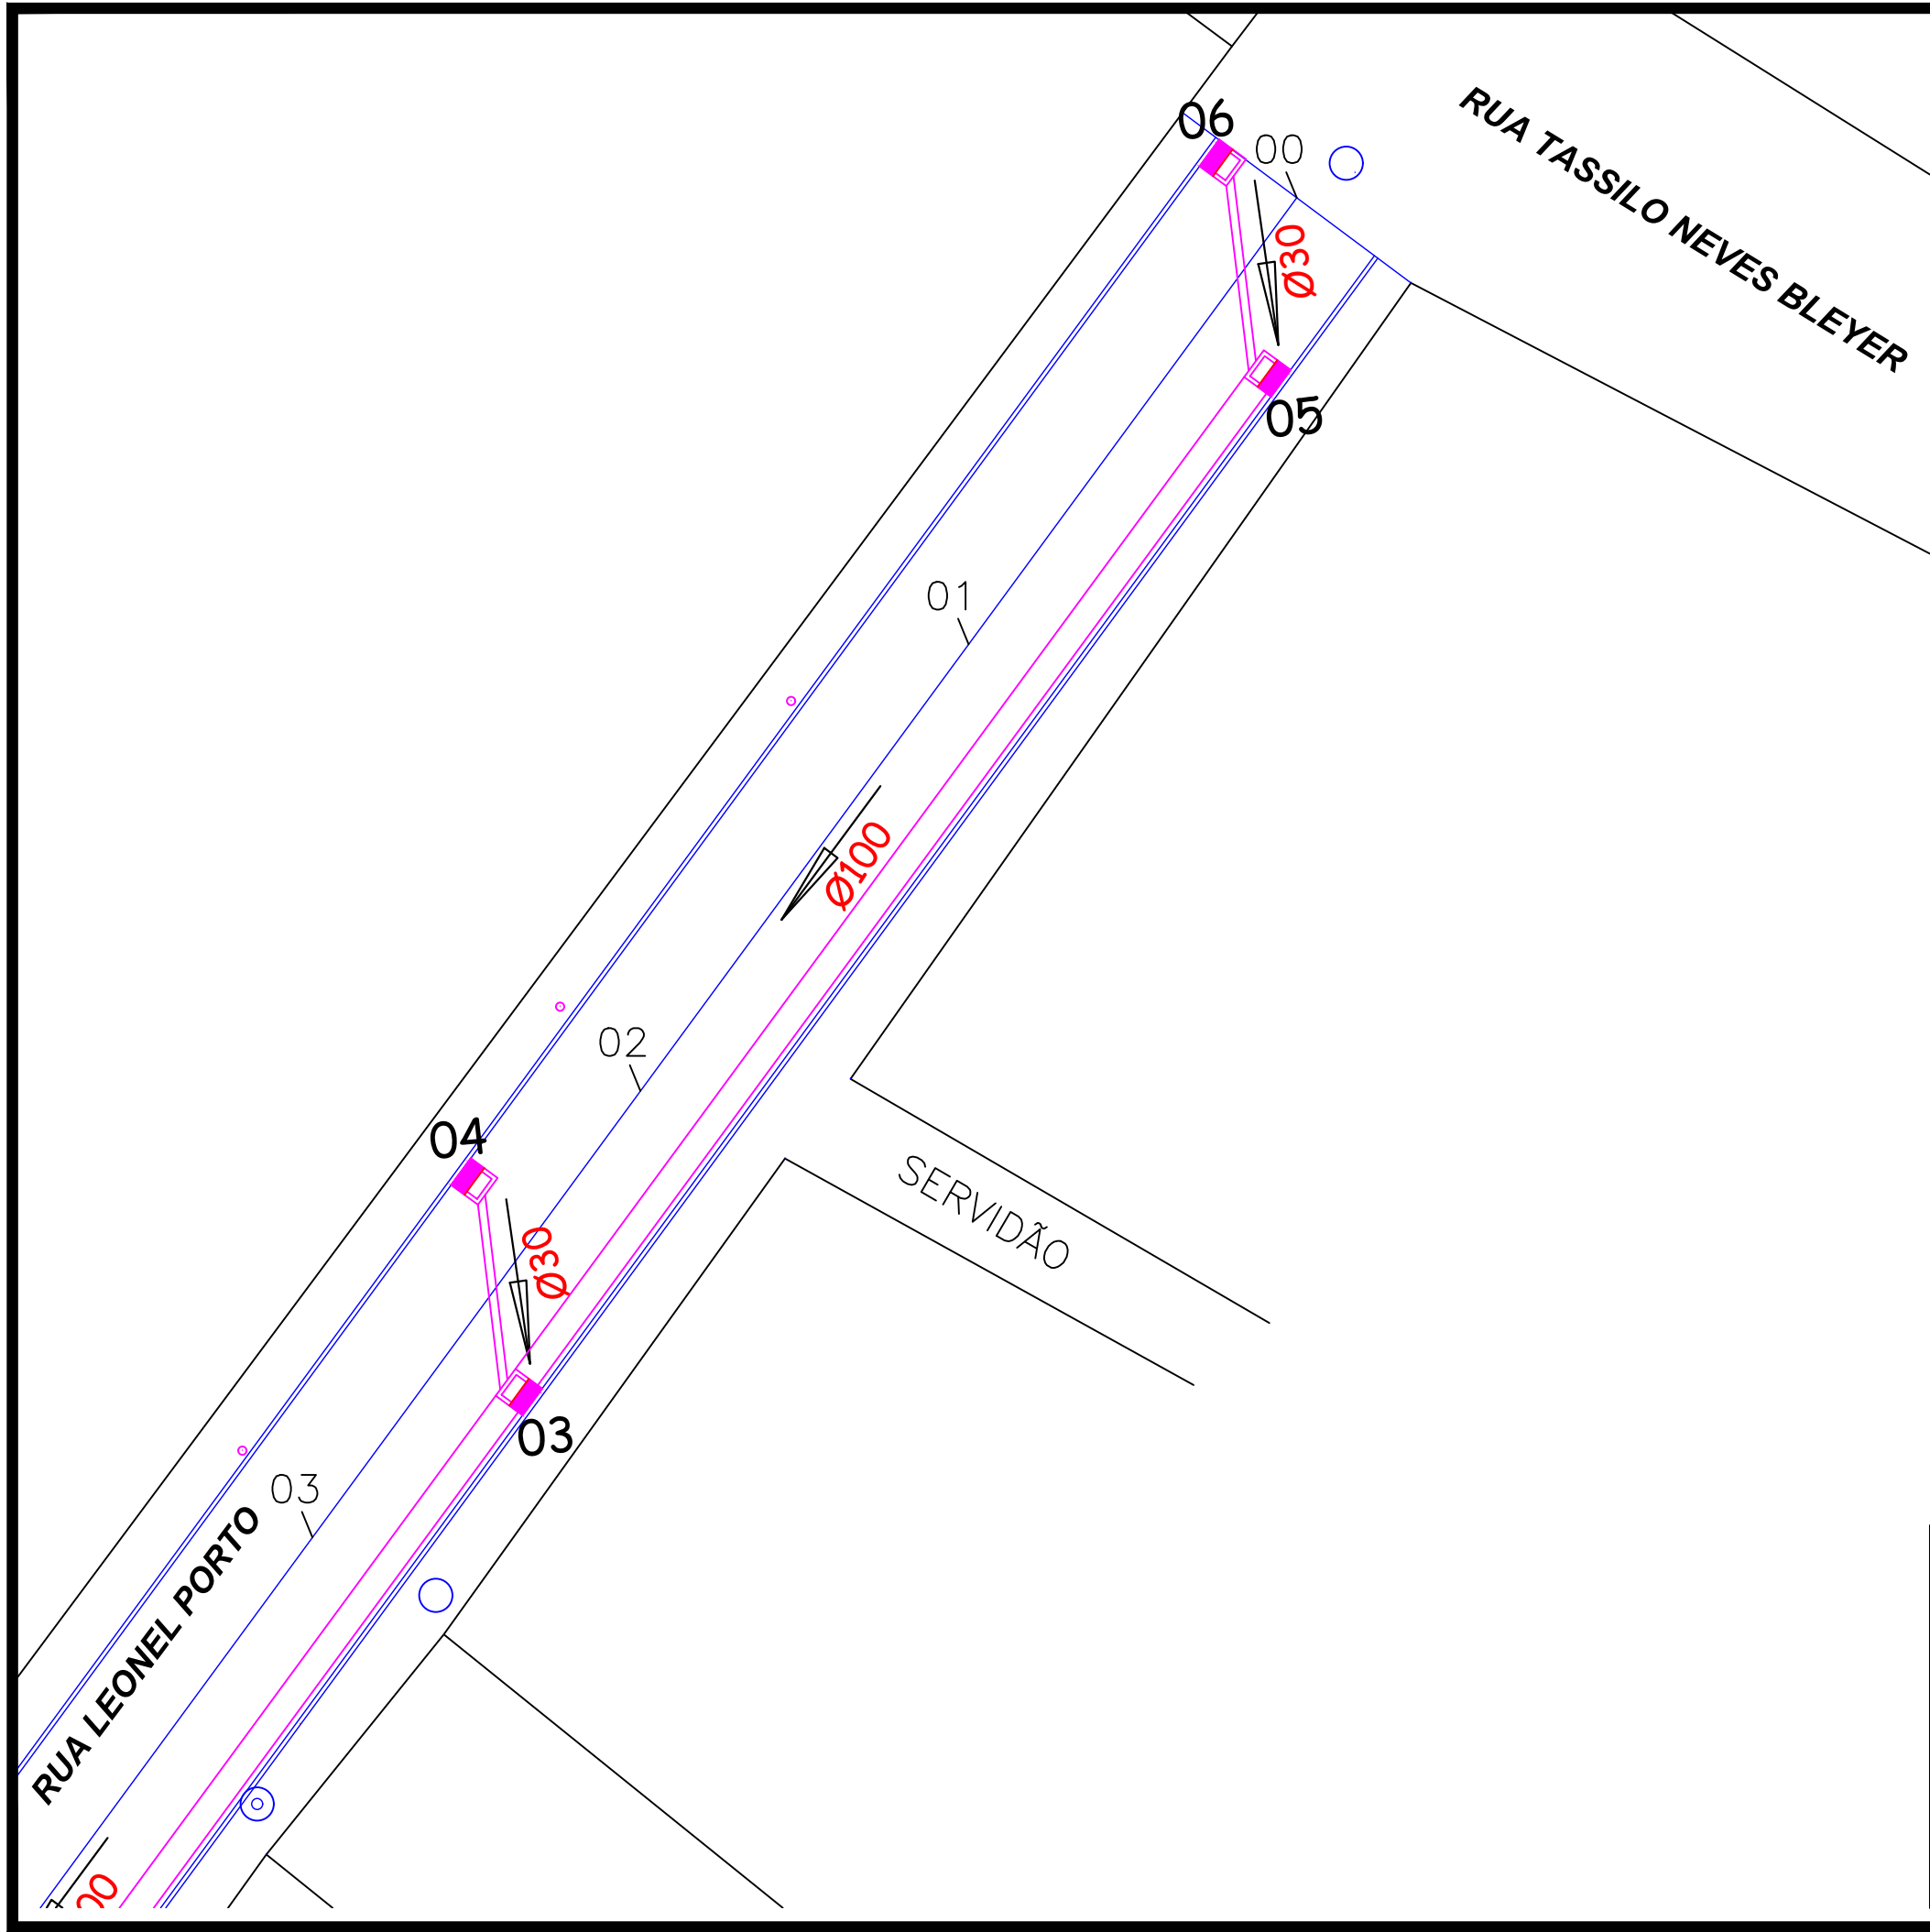 06
00
RUA TASSILO NEVES BLEYER
Ø30
05
01
Ø100
02
04
SERVIDÃO
Ø30
03
03
RUA LEONEL PORTO